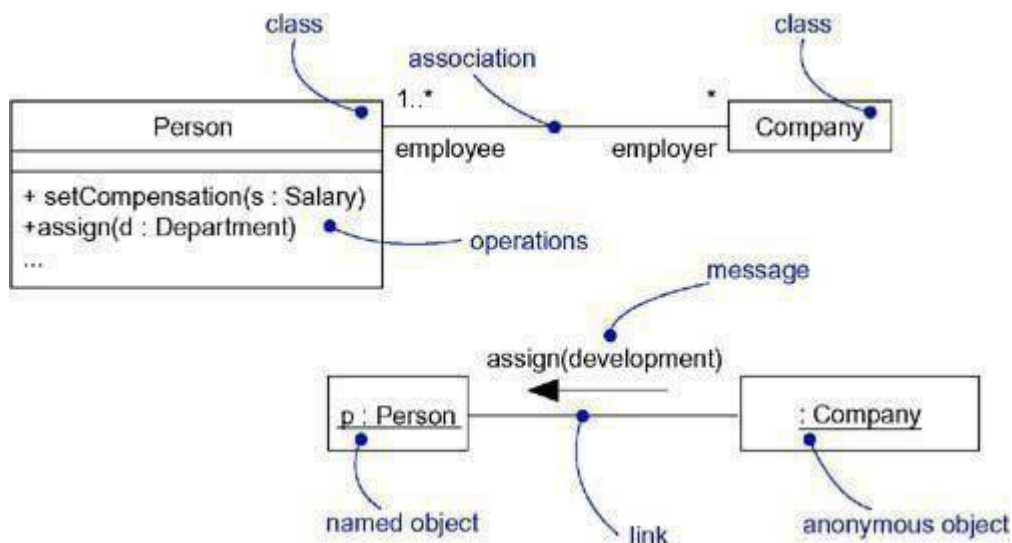 class
class
association
1..*
*
Person
Company
employee
employer
+ setCompensation(s : Salary)
+assign(d : Department)
...
operations
message
assign(development)
p : Person
: Company
named object
link
anonymous object